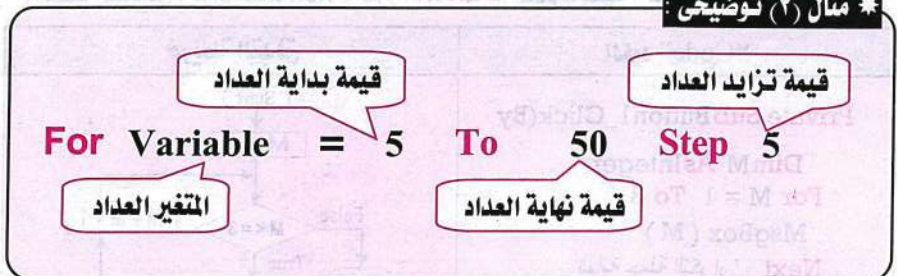 * مثال (٢) توضيحى :
قيمة بداية العداد
قيمة تزايد العداد
For Variable = 5 To 50 Step 5
المتغير العداد
قيمة نهاية العداد